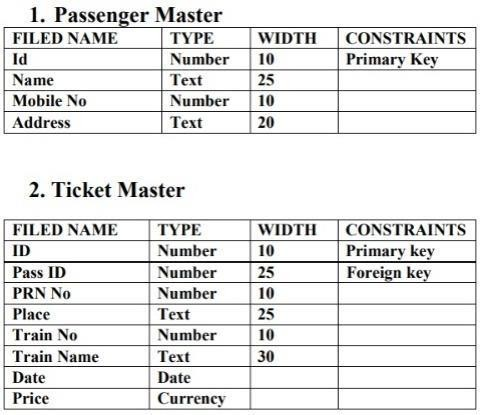 1. Passenger Master
FILED NAME TYPE WIDTH CONSTRAINTS
Id Number 10 Primary Key
Name Text 25
Mobile No Number 10
Address Text 20
2. Ticket Master
FILED NAME TYPE WIDTH CONSTRAINTS
ID Number 10 Primary key
Pass ID Number 25 Foreign key
PRN No Number 10
Place Text 25
Train No Number 10
Train Name Text 30
Date Date
Price Currency